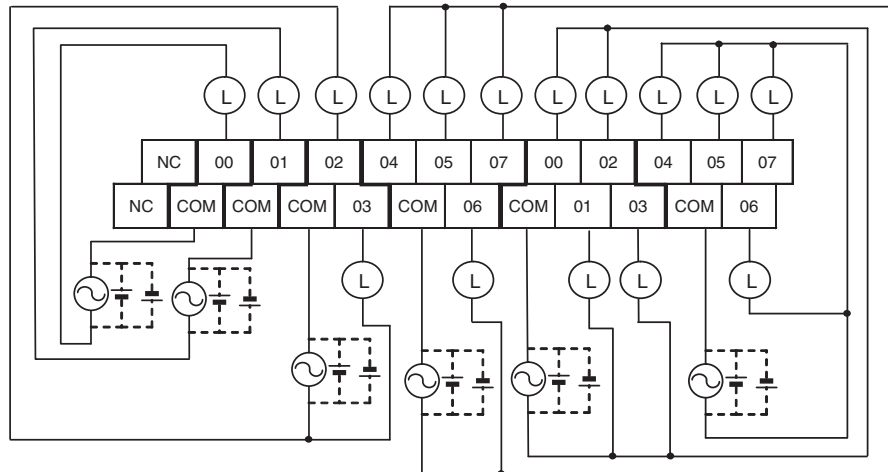 L L L L L L L L L L L
NC 00 01 02 04 05 07 00 02 04 05 07
NC COM COM COM 03 COM 06 COM 01 03 COM 06
L L L L L